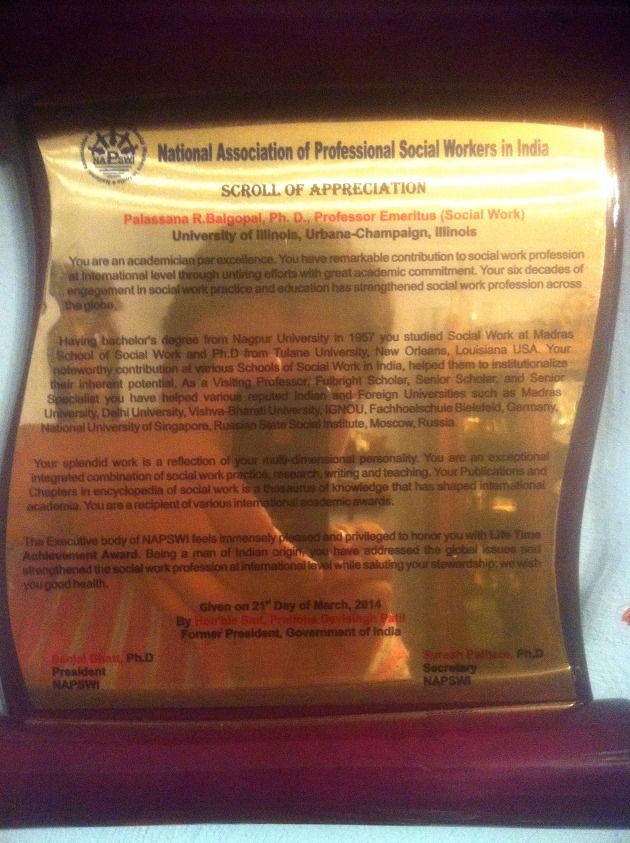 NAPSWI
National Association of Professional Social Workers in India
SCROLL OF APPRECIATION
Palassana R.Balgopal, Ph. D., Professor Emeritus (Social Work)
University of Illinois, Urbana-Champaign, Illinois
You are an academician par excellence. You have remarkable contribution to social work profession
at International level through untiring efforts with great academic commitment. Your six decades of
engagement in social work practice and education has strengthened social work profession across
the globe.
Having bachelor's degree from Nagpur University in 1957 you studied Social Work at Madras
School of Social Work and Ph.D from Tulane University, New Orleans, Louisiana USA. Your
noteworthy contribution at various Schools of Social Work in India, helped them to institutionalize
their inherent potential. As a Visiting Professor, Fulbright Scholar, Senior Scholar, and Senior
Specialist you have helped various reputed Indian and Foreign Universities such as Madras
University, Delhi University, Vishva-Bharati University, IGNOU, Fachhoelschule Bielefeld, Germany,
National University of Singapore, Russian State Social Institute, Moscow, Russia.
Your splendid work is a reflection of your multi-dimensional personality. You are an exceptional
integrated combination of social work practice, research, writing and teaching. Your Publications and
Chapters in encyclopedia of social work is a thesaurus of knowledge that has shaped international
academia. You are a recipient of various international academic awards.
The Executive body of NAPSWI feels immensely pleased and privileged to honor you with Life Time
Achievement Award. Being a man of Indian origin, you have addressed the global issues and
strengthened the social work profession at international level while saluting your stewardship; we wish
you good health.
Given on 21st Day of March, 2014
By Hon'ble Smt. Pratibha Devisingh Patil
Former President, Government of India
Sanjai Bhatt, Ph.D
President
NAPSWI
Suresh Pathare, Ph.D
Secretary
NAPSWI